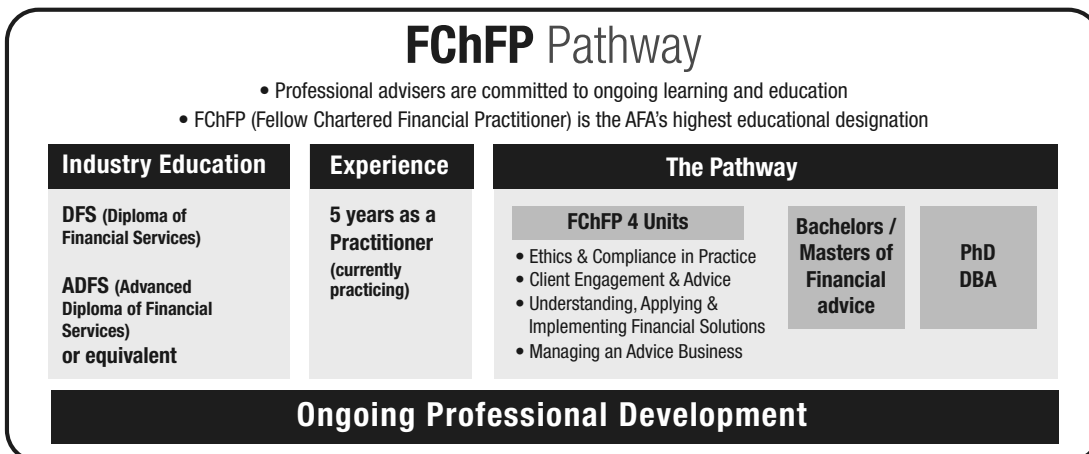 FChFP Pathway
• Professional advisers are committed to ongoing learning and education
• FChFP (Fellow Chartered Financial Practitioner) is the AFA's highest educational designation
Industry Education
DFS (Diploma of
Financial Services)
ADFS (Advanced
Diploma of Financial
Services)
or equivalent
Experience
5 years as a
Practitioner
(currently
practicing)
The Pathway
FChFP 4 Units
• Ethics & Compliance in Practice
• Client Engagement & Advice
• Understanding, Applying &
Implementing Financial Solutions
• Managing an Advice Business
Bachelors /
Masters of
Financial
advice
PhD
DBA
Ongoing Professional Development